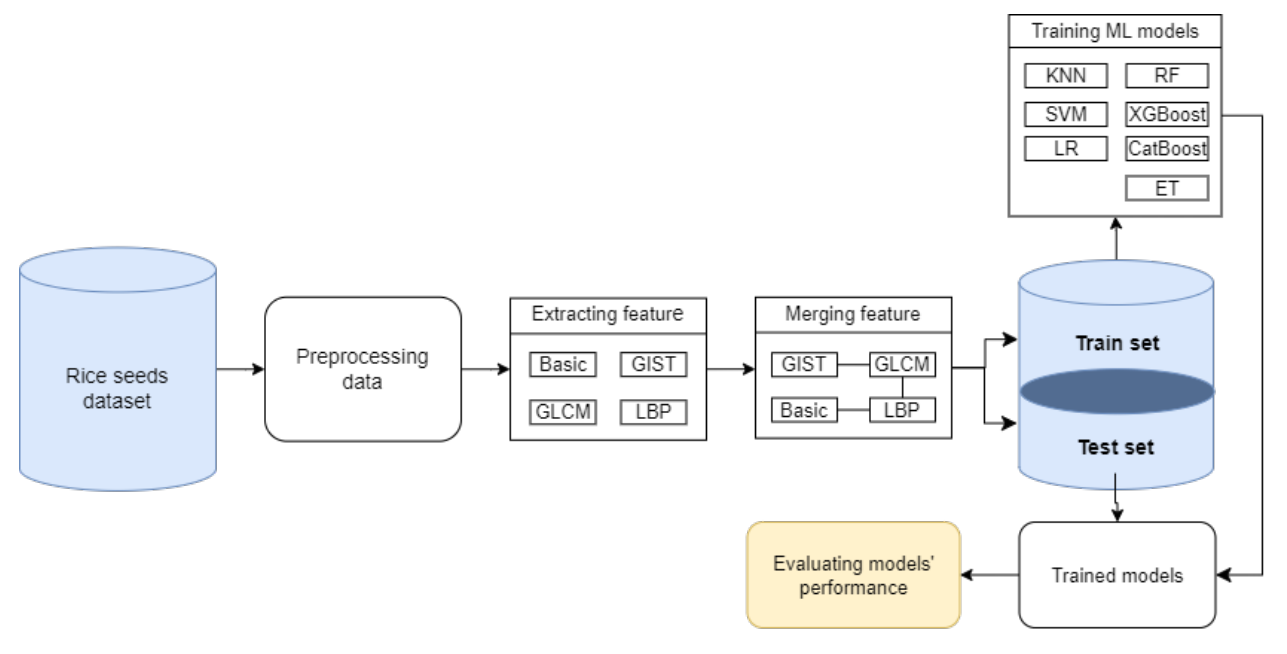 Training ML models
KNN
RF
SVM
XGBoost
LR
CatBoost
ET
Rice seeds
dataset
Preprocessing
data
Extracting feature
Basic
GIST
GLCM
LBP
Merging feature
GIST
GLCM
Basic
LBP
Train set
Test set
Trained models
Evaluating models'
performance